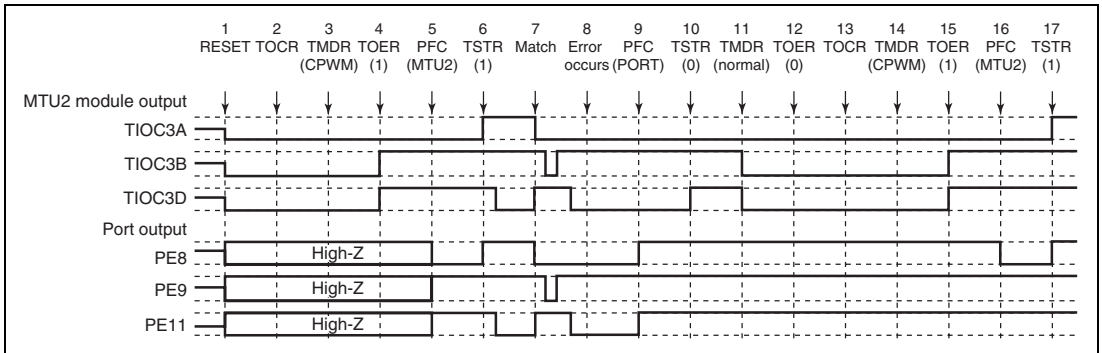 1 2 3 4 5 6 7 8 9 10 11 12 13 14 15 16 17
RESET TOCR TMDR TOER PFC TSTR Match Error PFC TSTR TMDR TOER TOCR TMDR TOER PFC TSTR
(CPWM) (1) (MTU2) (1) occurs (PORT) (0) (normal) (0) (CPWM) (1) (MTU2) (1)
MTU2 module output
TIOC3A
TIOC3B
TIOC3D
Port output
PE8 High-Z
PE9 High-Z
PE11 High-Z